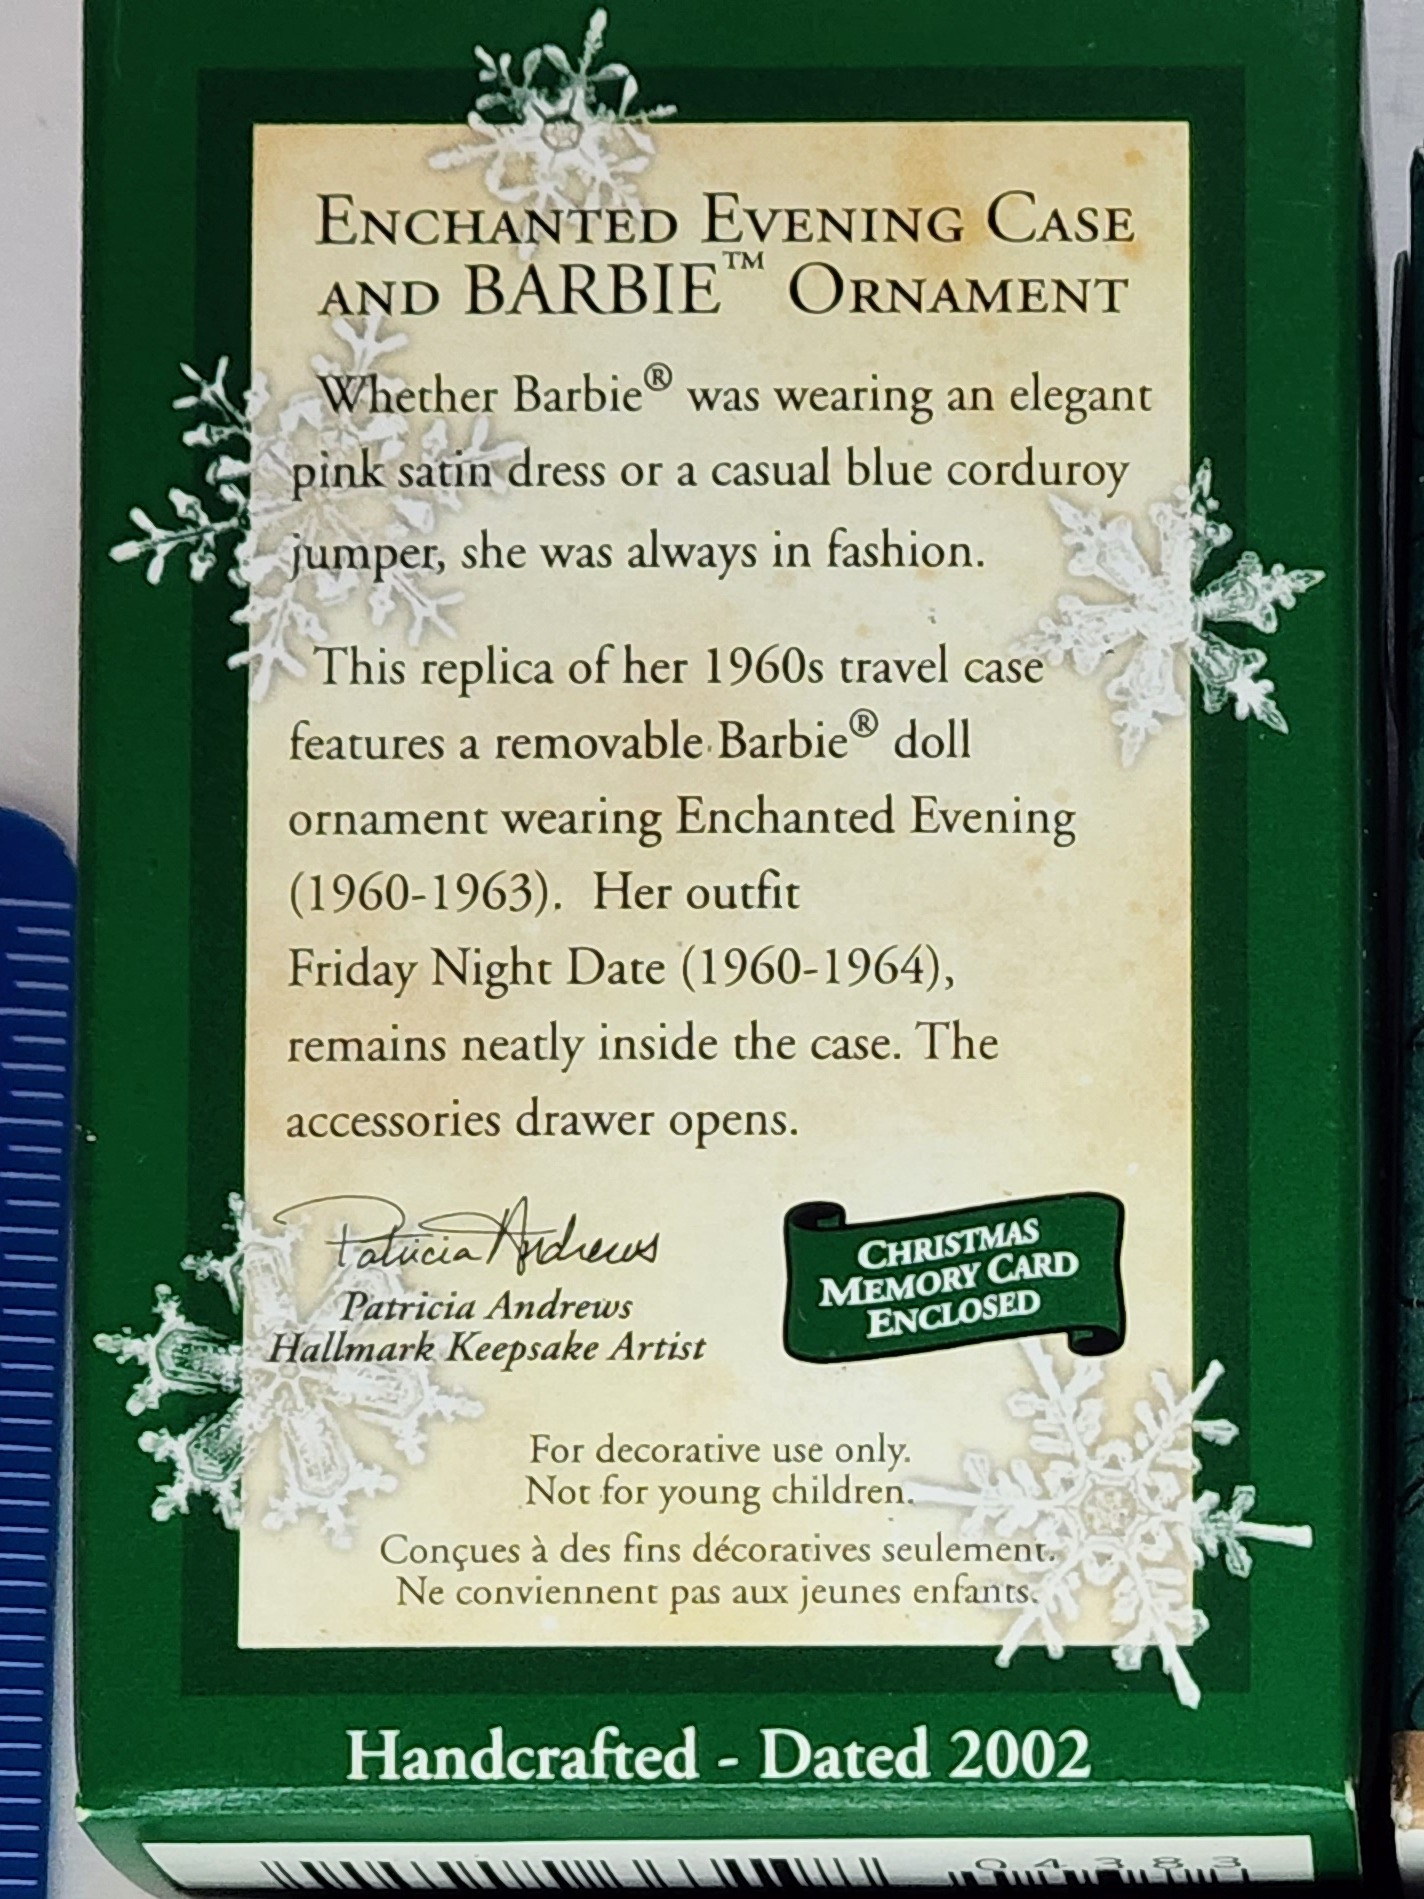 ENCHANTED EVENING CASE
AND BARBIE™ ORNAMENT
Whether Barbie® was wearing an elegant
pink satin dress or a casual blue corduroy
jumper, she was always in fashion.
This replica of her 1960s travel case
features a removable Barbie® doll
ornament wearing Enchanted Evening
(1960-1963). Her outfit
Friday Night Date (1960-1964),
remains neatly inside the case. The
accessories drawer opens.
Patricia Andrews
Patricia Andrews
Hallmark Keepsake Artist
CHRISTMAS
MEMORY CARD
ENCLOSED
For decorative use only.
Not for young children.
Conçues à des fins décoratives seulement.
Ne conviennent pas aux jeunes enfants.
Handcrafted - Dated 2002
04383